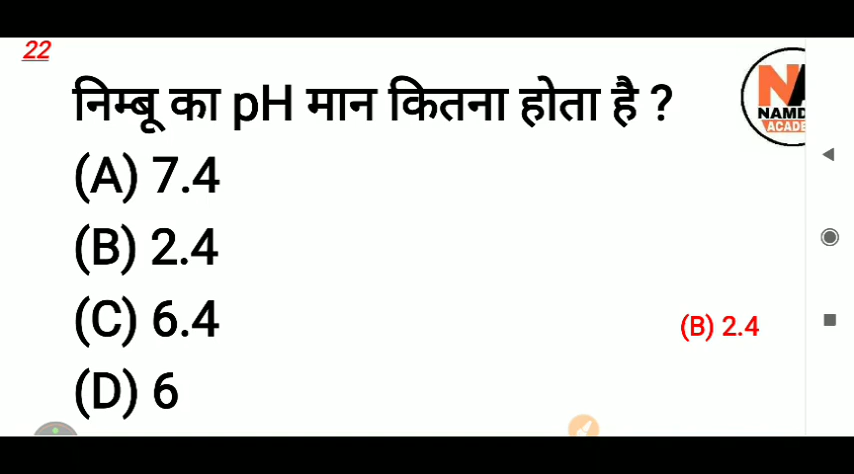 22
निम्बू का pH मान कितना होता है ?
(A) 7.4
(B) 2.4
(C) 6.4
(B) 2.4
(D) 6